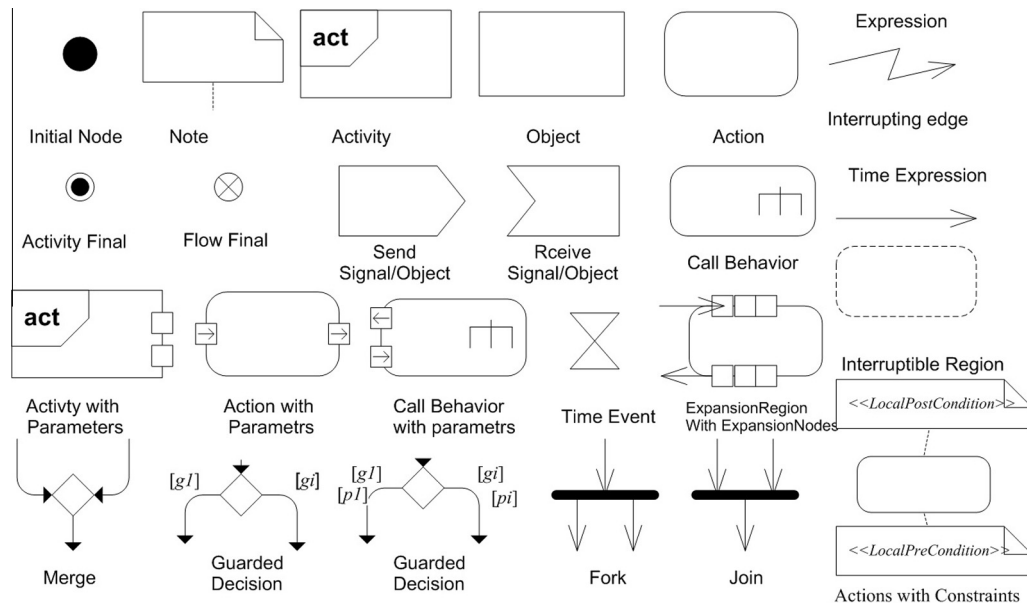 act
Expression
Initial Node
Note
Activity
Object
Action
Interrupting edge
Time Expression
Activity Final
Flow Final
Send
Signal/Object
Rceive
Signal/Object
Call Behavior
act
Interruptible Region
Activty with
Parameters
Action with
Parametrs
Call Behavior
with parametrs
Time Event
ExpansionRegion
With ExpansionNodes
<<LocalPostCondition>>
[g1]
[gi]
[g1]
[p1]
[gi]
[pi]
<<LocalPreCondition>>
Merge
Guarded
Decision
Guarded
Decision
Fork
Join
Actions with Constraints